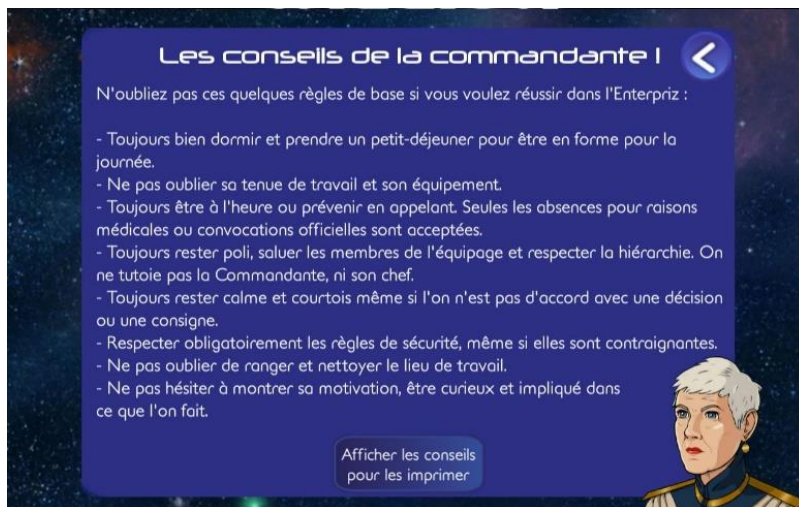 Les conseils de la commandante !
N'oubliez pas ces quelques règles de base si vous voulez réussir dans l'Enterpriz :
- Toujours bien dormir et prendre un petit-déjeuner pour être en forme pour la
journée.
- Ne pas oublier sa tenue de travail et son équipement.
- Toujours être à l'heure ou prévenir en appelant. Seules les absences pour raisons
médicales ou convocations officielles sont acceptées.
- Toujours rester poli, saluer les membres de l'équipage et respecter la hiérarchie. On
ne tutoie pas la Commandante, ni son chef.
- Toujours rester calme et courtois même si l'on n'est pas d'accord avec une décision
ou une consigne.
- Respecter obligatoirement les règles de sécurité, même si elles sont contraignantes.
- Ne pas oublier de ranger et nettoyer le lieu de travail.
- Ne pas hésiter à montrer sa motivation, être curieux et impliqué dans
ce que l'on fait.
Afficher les conseils
pour les imprimer